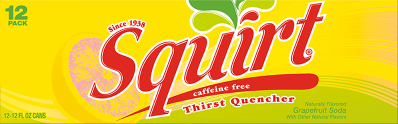 12
PACK
Since 1938
Squirt®
caffeine free
Thirst Quencher
Naturally Flavored
Grapefruit Soda
With Other Natural Flavors
12-12 FL OZ CANS